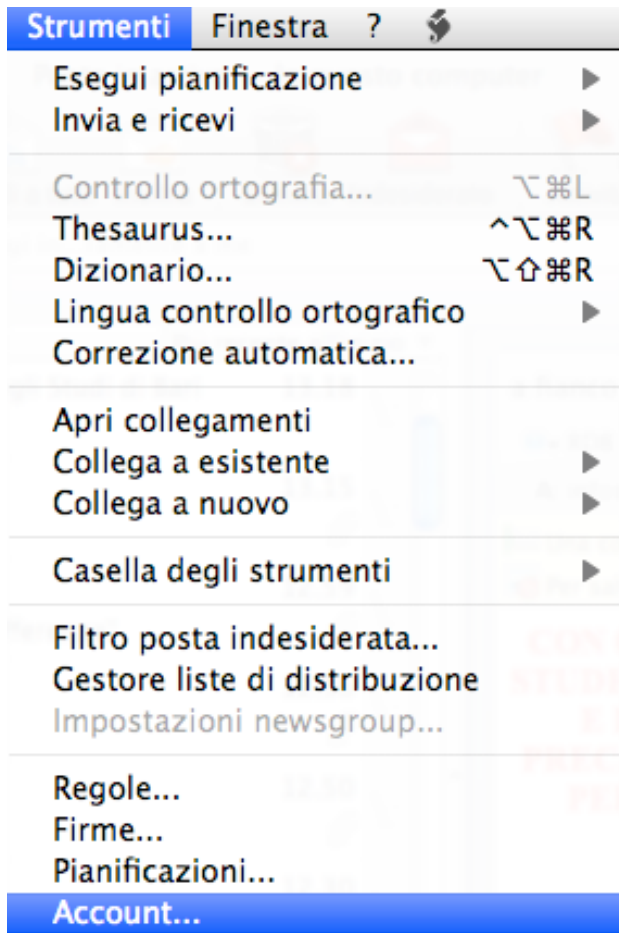 Strumenti Finestra ?
Esegui pianificazione
Invia e ricevi
Controllo ortografia... ⌥⌘L
Thesaurus... ^⌥⌘R
Dizionario... ⌥⇧⌘R
Lingua controllo ortografico
Correzione automatica...
Apri collegamenti
Collega a esistente
Collega a nuovo
Casella degli strumenti
Filtro posta indesiderata...
Gestore liste di distribuzione
Impostazioni newsgroup...
Regole...
Firme...
Pianificazioni...
Account...